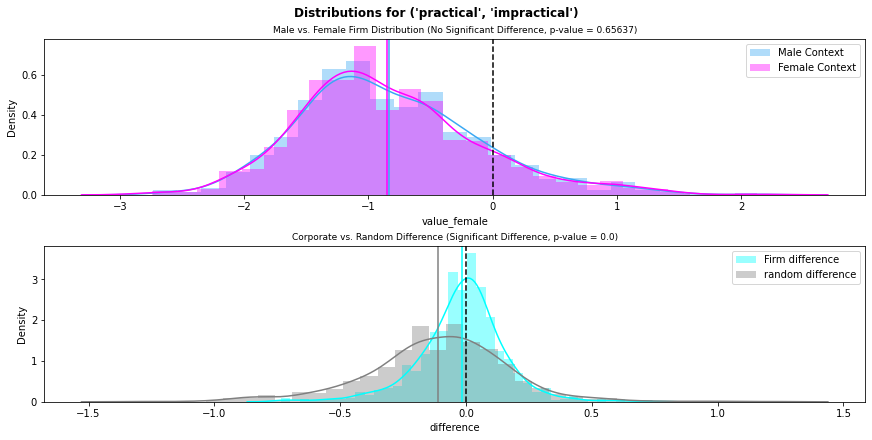 Distributions for ('practical', 'impractical')
Male vs. Female Firm Distribution (No Significant Difference, p-value = 0.65637)
Male Context
Female Context
Density
0.6
0.4
0.2
0.0
−3 −2 −1 0 1 2
value_female
Corporate vs. Random Difference (Significant Difference, p-value = 0.0)
Firm difference
random difference
Density
3
2
1
0
−1.5 −1.0 −0.5 0.0 0.5 1.0 1.5
difference